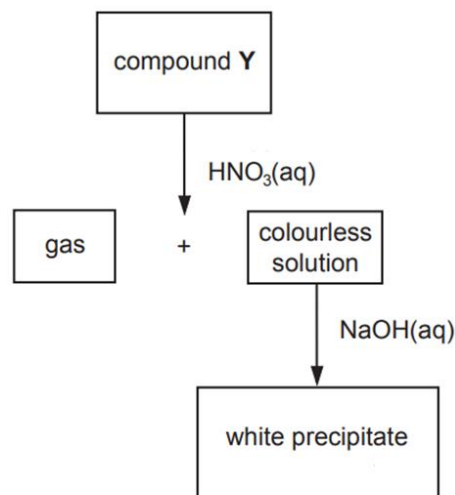 compound Y
HNO₃(aq)
gas
+
colourless
solution
NaOH(aq)
white precipitate